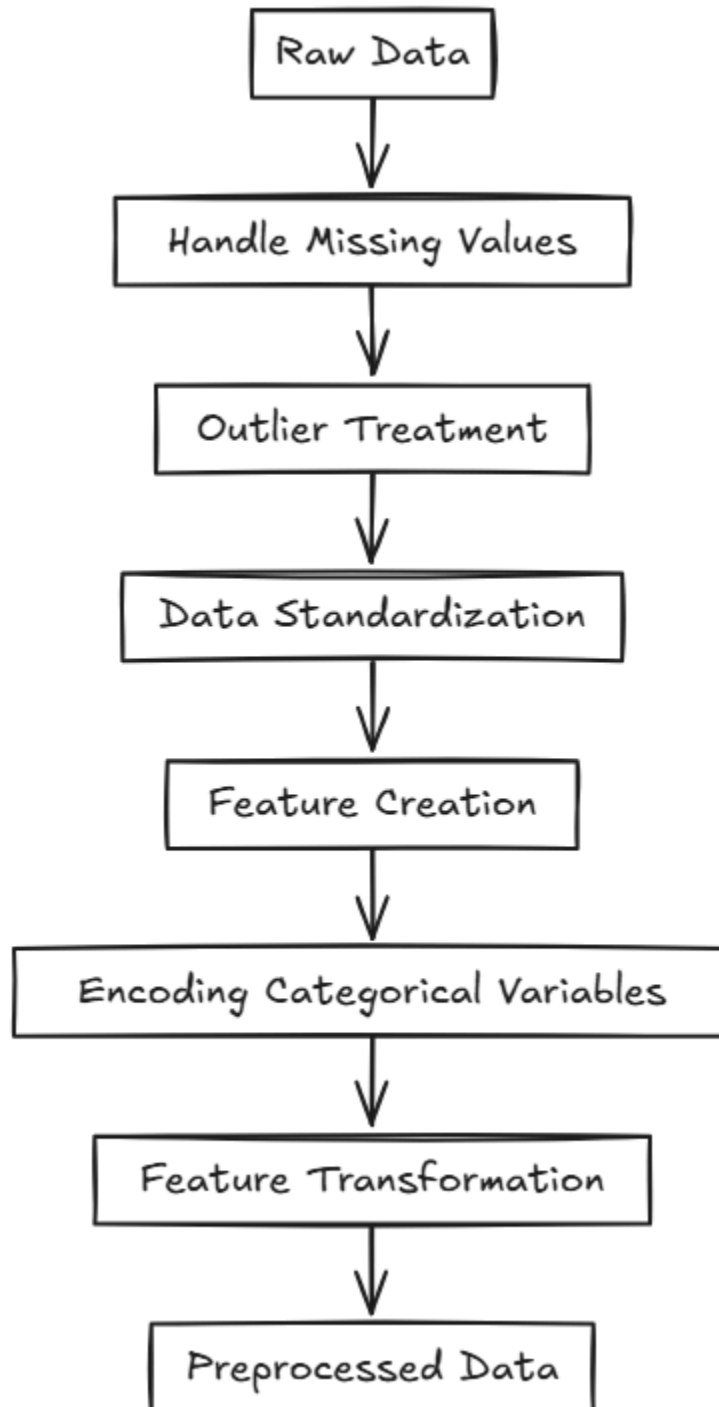 Raw Data
Handle Missing Values
Outlier Treatment
Data Standardization
Feature Creation
Encoding Categorical Variables
Feature Transformation
Preprocessed Data